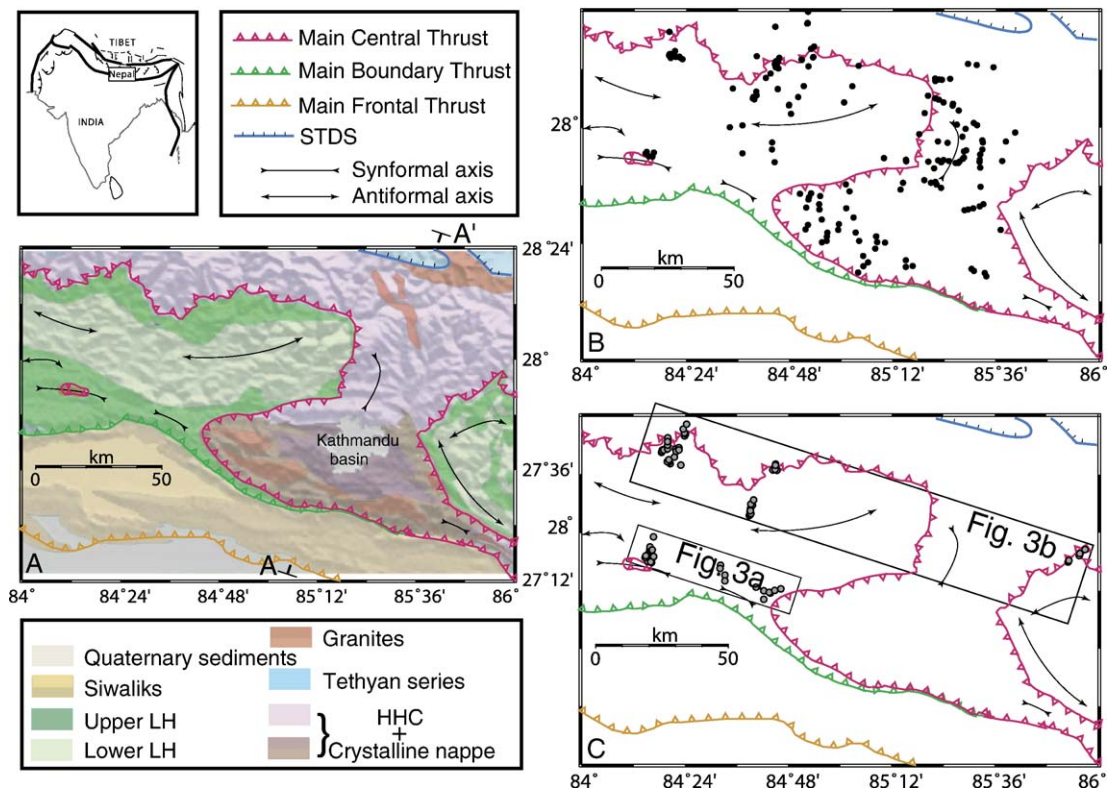 TIBET
Nepal
INDIA
Main Central Thrust
Main Boundary Thrust
Main Frontal Thrust
STDS
Synformal axis
Antiformal axis
A'
28°24'
28°
27°36'
27°12'
Kathmandu
basin
km
0 50
A
A
84° 84°24' 84°48' 85°12' 85°36' 86°
Quaternary sediments
Siwaliks
Upper LH
Lower LH
Granites
Tethyan series
HHC
+
Crystalline nappe
28°
km
0 50
B
84° 84°24' 84°48' 85°12' 85°36' 86°
Fig. 3b
Fig. 3a
28°
km
0 50
C
84° 84°24' 84°48' 85°12' 85°36' 86°